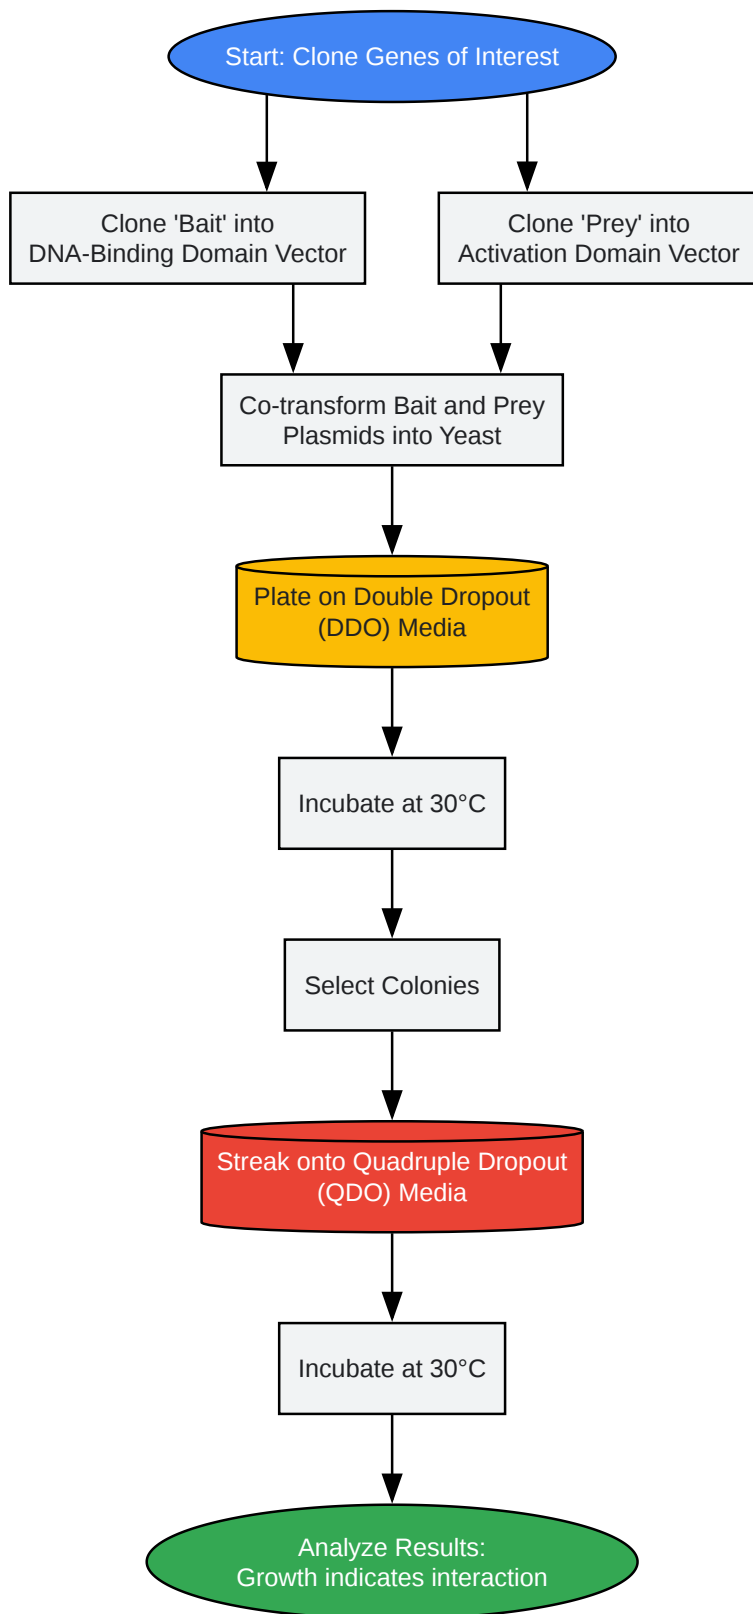 Start: Clone Genes of Interest
Clone 'Bait' into
DNA-Binding Domain Vector
Clone 'Prey' into
Activation Domain Vector
Co-transform Bait and Prey
Plasmids into Yeast
Plate on Double Dropout
(DDO) Media
Incubate at 30°C
Select Colonies
Streak onto Quadruple Dropout
(QDO) Media
Incubate at 30°C
Analyze Results:
Growth indicates interaction